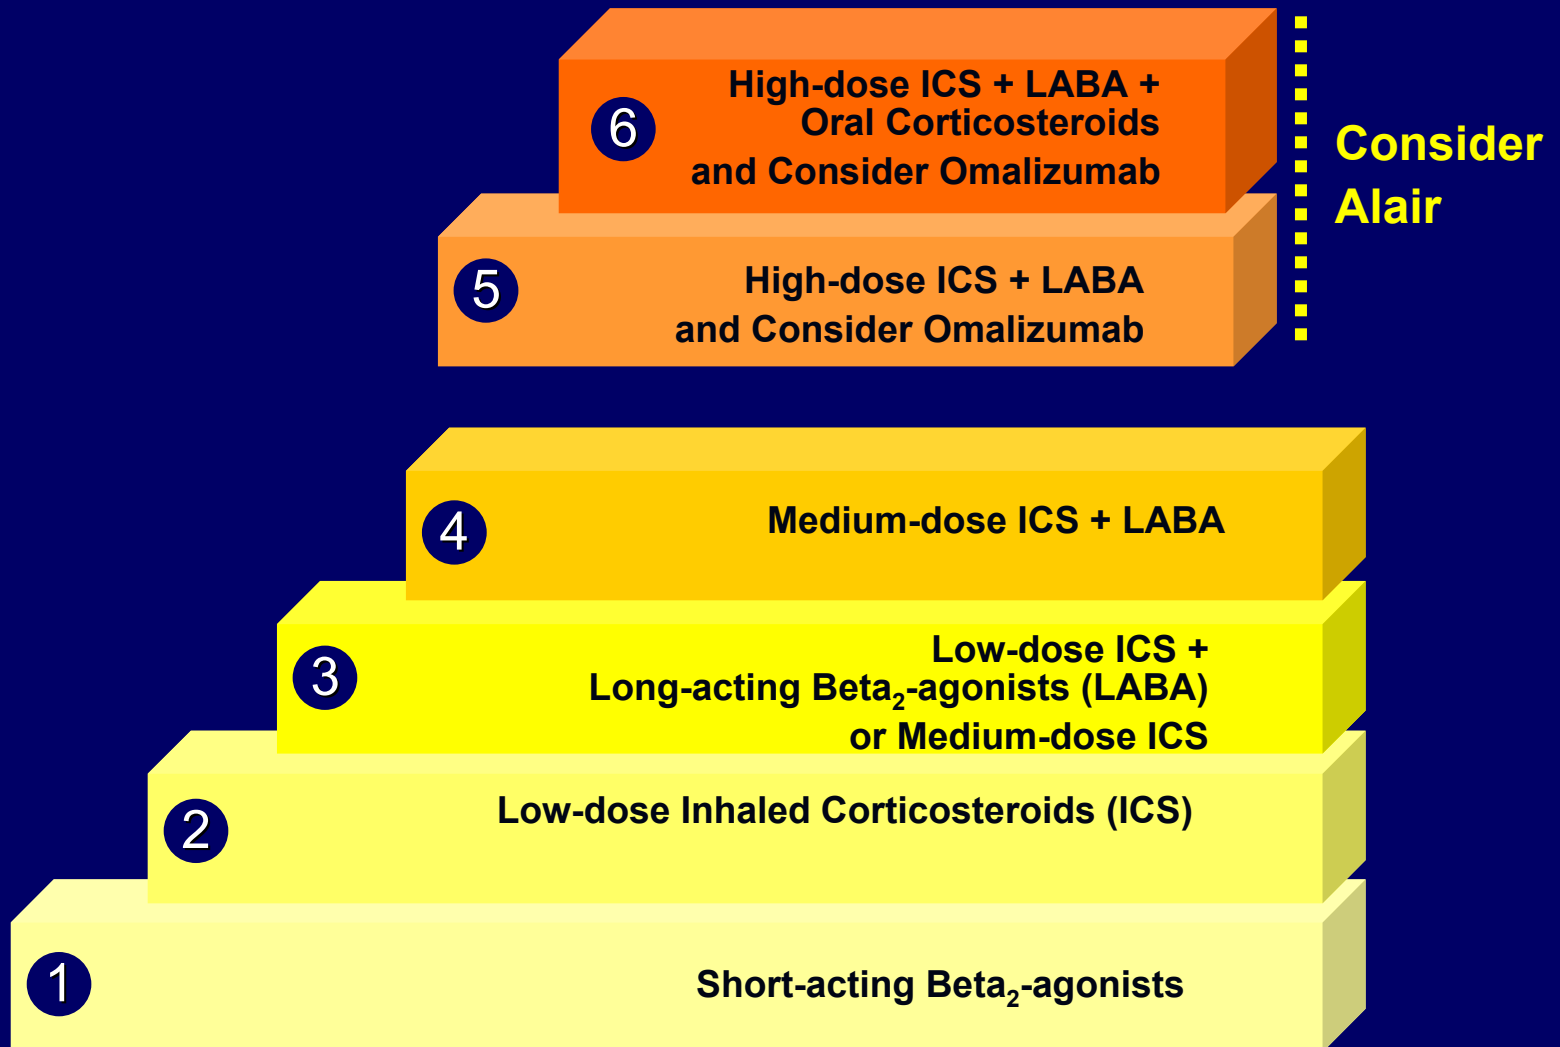 6
High-dose ICS + LABA +
Oral Corticosteroids
and Consider Omalizumab
Consider
Alair
5
High-dose ICS + LABA
and Consider Omalizumab
4
Medium-dose ICS + LABA
3
Low-dose ICS +
Long-acting Beta₂-agonists (LABA)
or Medium-dose ICS
2
Low-dose Inhaled Corticosteroids (ICS)
1
Short-acting Beta₂-agonists